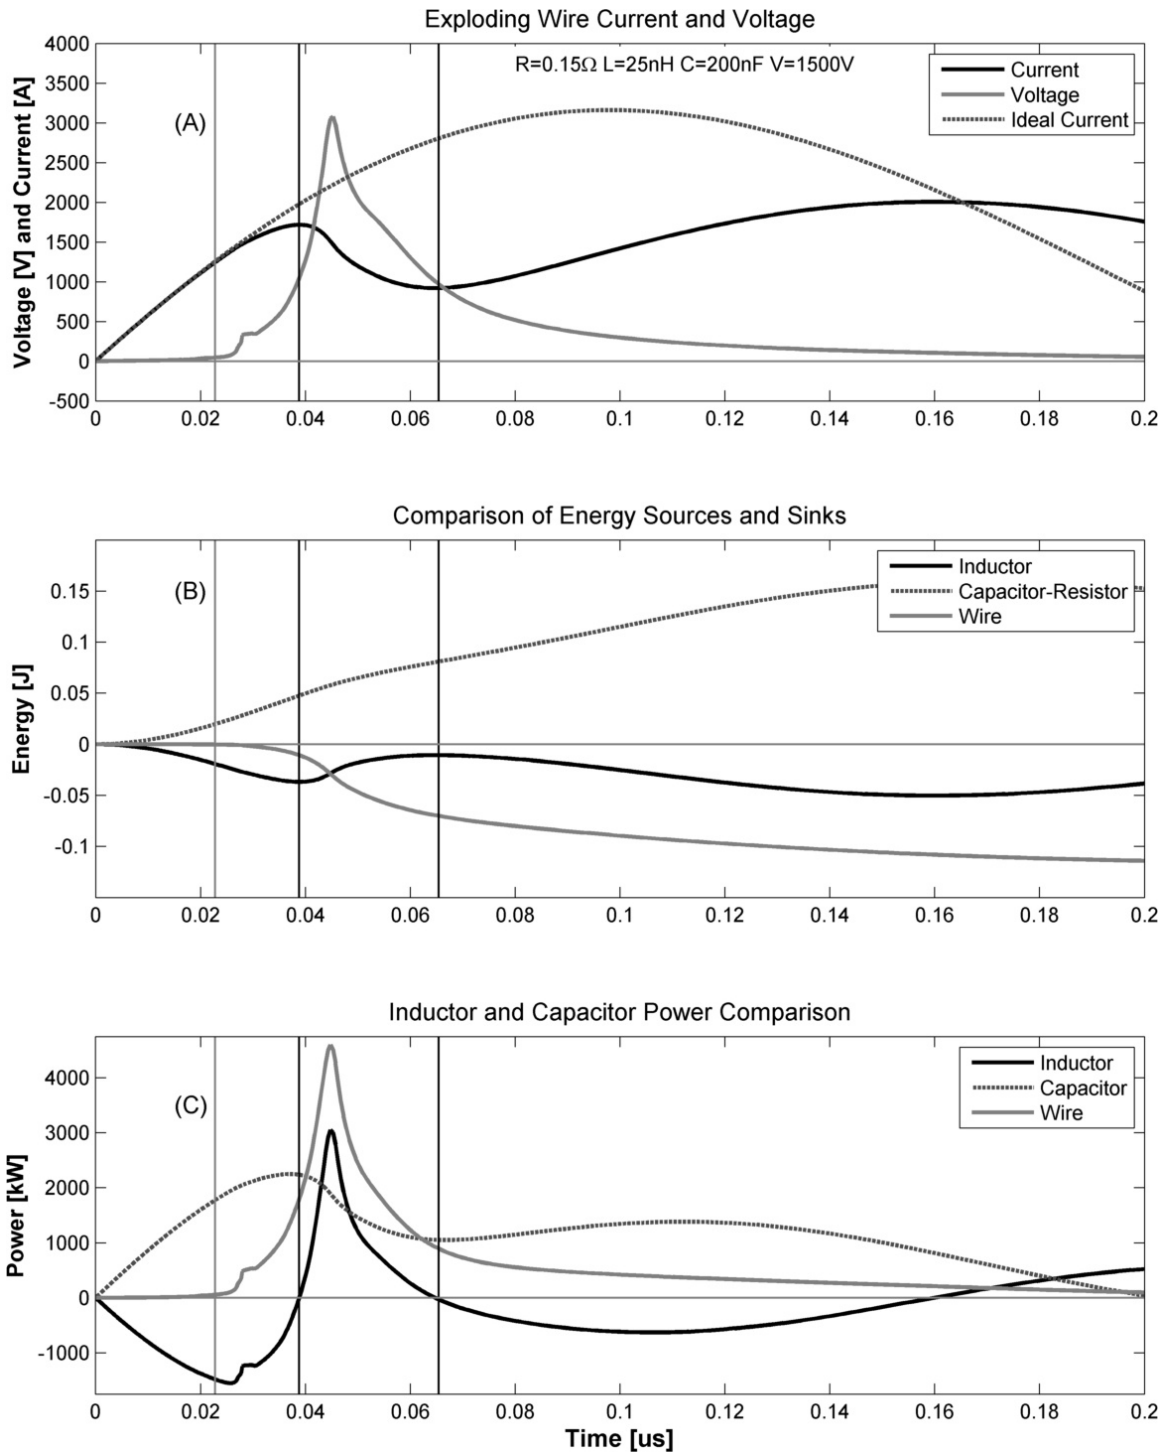 Exploding Wire Current and Voltage
4000
3500
3000
2500
2000
1500
1000
500
0
-500
Voltage [V] and Current [A]
(A)
R=0.15Ω L=25nH C=200nF V=1500V
Current
Voltage
Ideal Current
0 0.02 0.04 0.06 0.08 0.1 0.12 0.14 0.16 0.18 0.2
Comparison of Energy Sources and Sinks
0.15
0.1
0.05
0
-0.05
-0.1
Energy [J]
(B)
Inductor
Capacitor-Resistor
Wire
0 0.02 0.04 0.06 0.08 0.1 0.12 0.14 0.16 0.18 0.2
Inductor and Capacitor Power Comparison
4000
3000
2000
1000
0
-1000
Power [kW]
(C)
Inductor
Capacitor
Wire
0 0.02 0.04 0.06 0.08 0.1 0.12 0.14 0.16 0.18 0.2
Time [us]